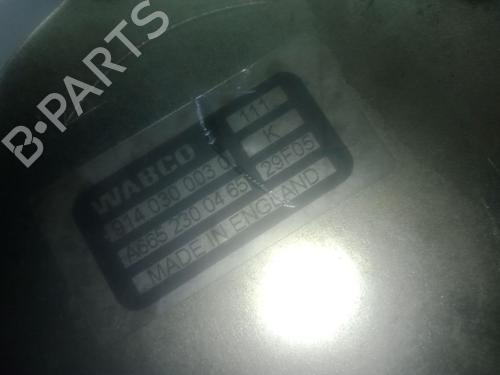 B-PARTS
WABCO 111
914 030 003 0 K
A665 230 04 65 29F05
MADE IN ENGLAND